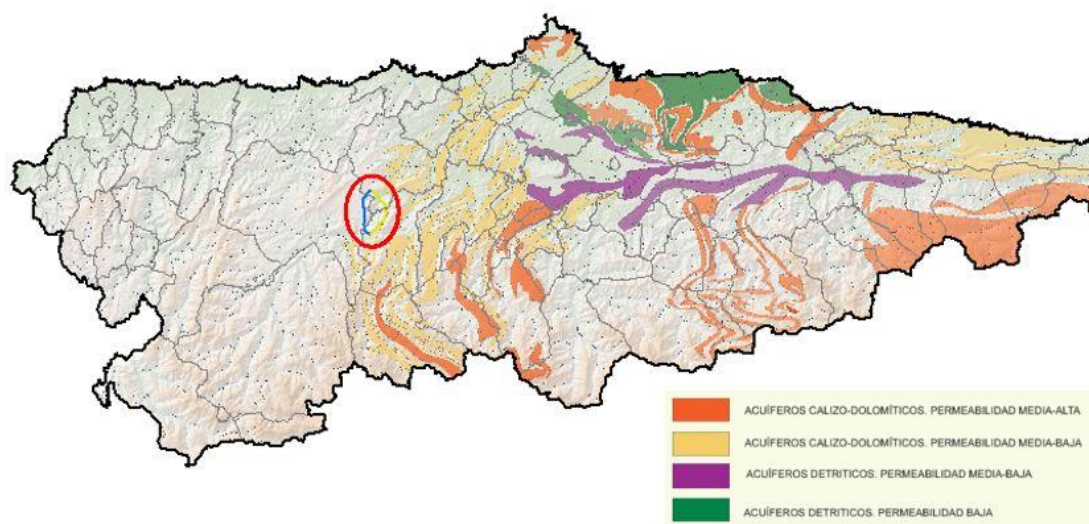 ACUÍFEROS CALIZO-DOLOMÍTICOS. PERMEABILIDAD MEDIA-ALTA
ACUÍFEROS CALIZO-DOLOMÍTICOS. PERMEABILIDAD MEDIA-BAJA
ACUÍFEROS DETRITICOS. PERMEABILIDAD MEDIA-BAJA
ACUÍFEROS DETRITICOS. PERMEABILIDAD BAJA